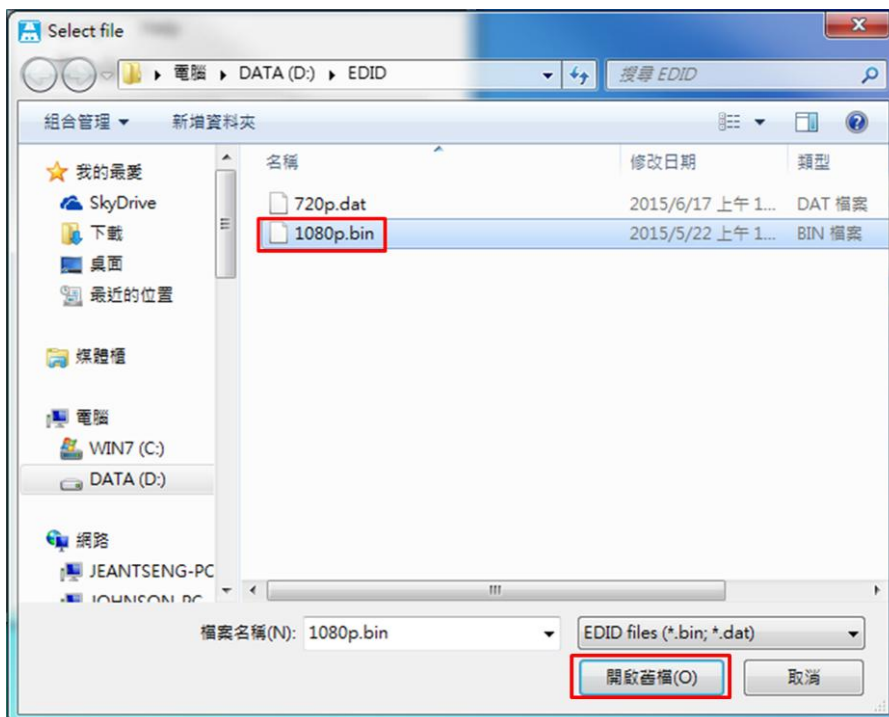 Select file
電腦 DATA (D:) EDID 搜尋 EDID
組合管理 新增資料夾
名稱 修改日期 類型
我的最愛
SkyDrive
下載
桌面
最近的位置
媒體櫃
電腦
WIN7 (C:)
DATA (D:)
網路
JEANTSENG-PC
JOHNSON-PC
720p.dat 2015/6/17 上午 1... DAT 檔案
1080p.bin 2015/5/22 上午 1... BIN 檔案
檔案名稱(N): 1080p.bin EDID files (*.bin; *.dat)
開啟舊檔(O) 取消